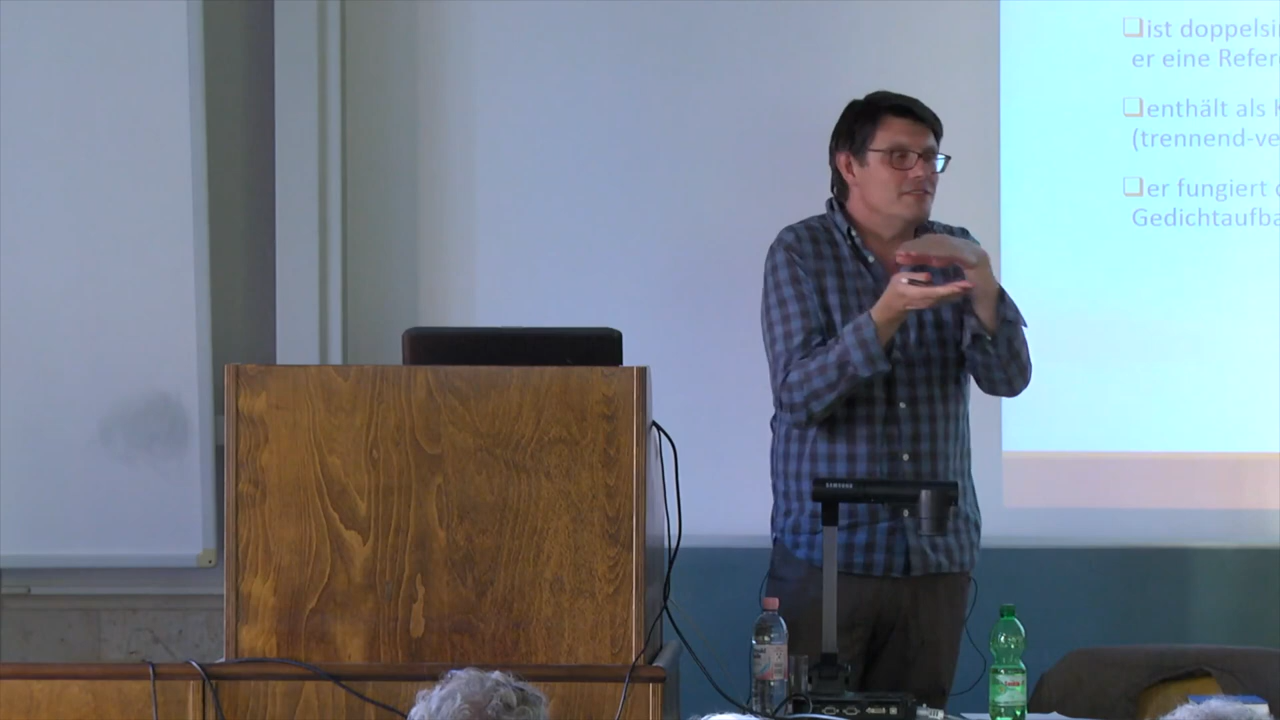 ist doppelsi
er eine Refer
enthält als
(trennend-ve
er fungiert
Gedichtaufba
SAMSUNG